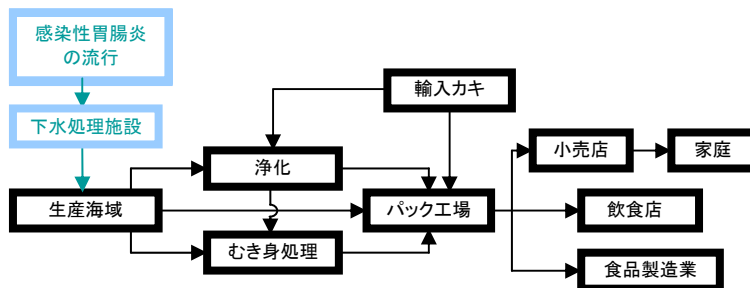 感染性胃腸炎
の流行
下水処理施設
生産海域
輸入カキ
浄化
むき身処理
パック工場
小売店
家庭
飲食店
食品製造業